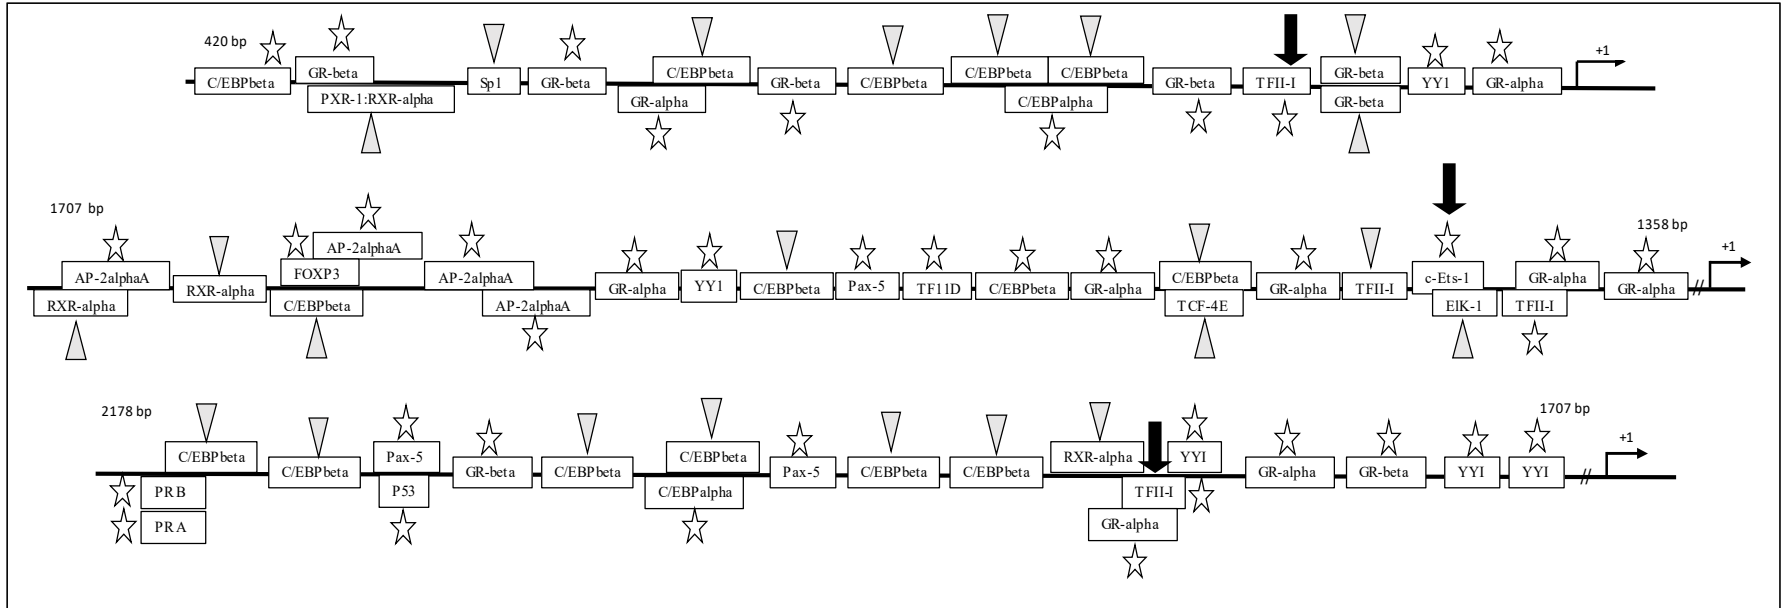 420 bp
+1
C/EBPbeta
GR-beta
PXR-1:RXR-alpha
Sp1
GR-beta
GR-alpha
C/EBPbeta
GR-beta
C/EBPbeta
C/EBPbeta
C/EBPbeta
C/EBPalpha
GR-beta
TFII-I
GR-beta
GR-beta
YY1
GR-alpha
1707 bp
1358 bp
+1
AP-2alphaA
RXR-alpha
RXR-alpha
AP-2alphaA
FOXP3
C/EBPbeta
AP-2alphaA
AP-2alphaA
GR-alpha
YY1
C/EBPbeta
Pax-5
TF11D
C/EBPbeta
GR-alpha
C/EBPbeta
TCF-4E
GR-alpha
TFII-I
c-Ets-1
ElK-1
GR-alpha
TFII-I
GR-alpha
//
2178 bp
1707 bp
+1
C/EBPbeta
PRB
PRA
C/EBPbeta
Pax-5
P53
GR-beta
C/EBPbeta
C/EBPbeta
C/EBPalpha
Pax-5
C/EBPbeta
C/EBPbeta
RXR-alpha
YYI
TFII-I
GR-alpha
GR-alpha
GR-beta
YYI
YYI
//